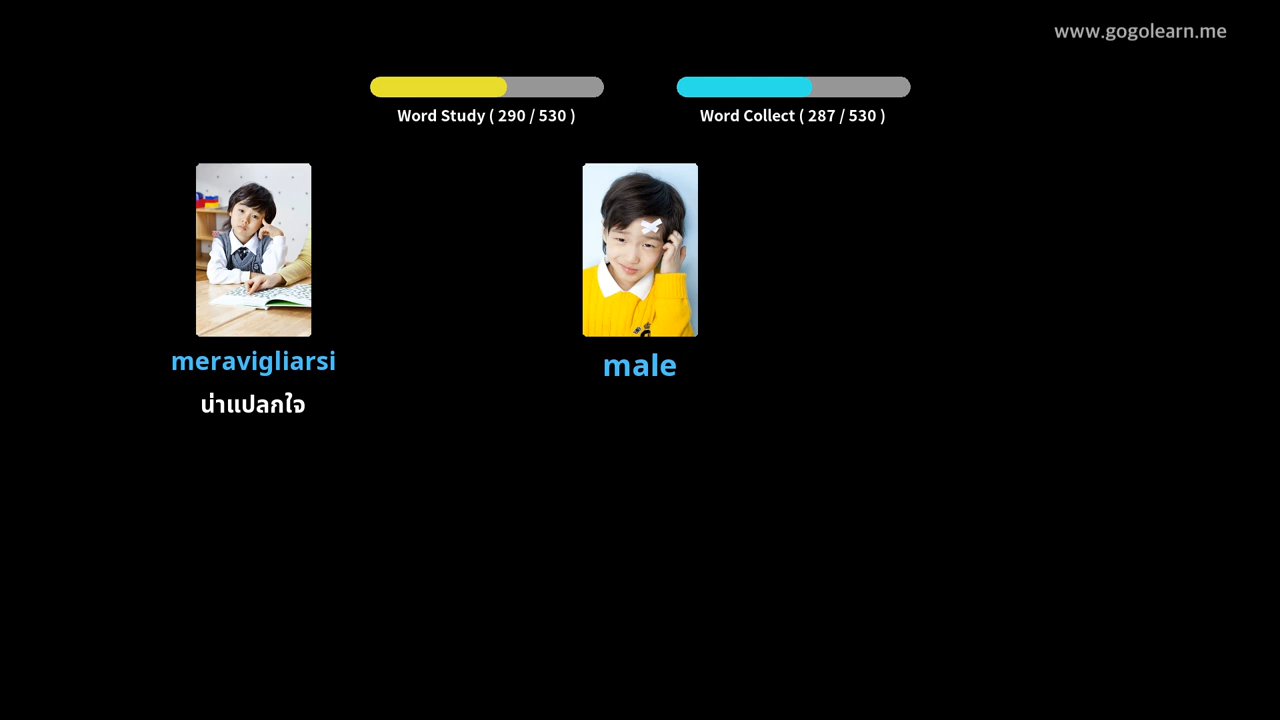 www.gogolearn.me
Word Study ( 290 / 530 )
Word Collect ( 287 / 530 )
meravigliarsi
male
น่าแปลกใจ